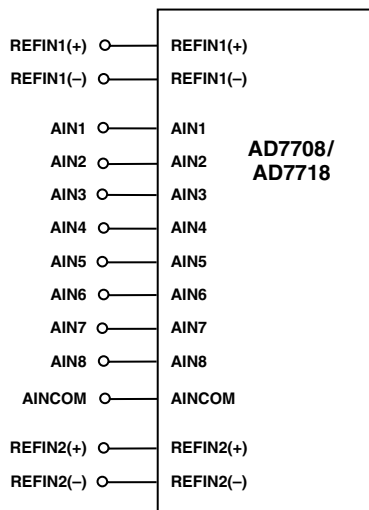 REFIN1(+) REFIN1(+)
REFIN1(–) REFIN1(–)
AIN1 AIN1
AIN2 AIN2
AD7708/
AD7718
AIN3 AIN3
AIN4 AIN4
AIN5 AIN5
AIN6 AIN6
AIN7 AIN7
AIN8 AIN8
AINCOM AINCOM
REFIN2(+) REFIN2(+)
REFIN2(–) REFIN2(–)